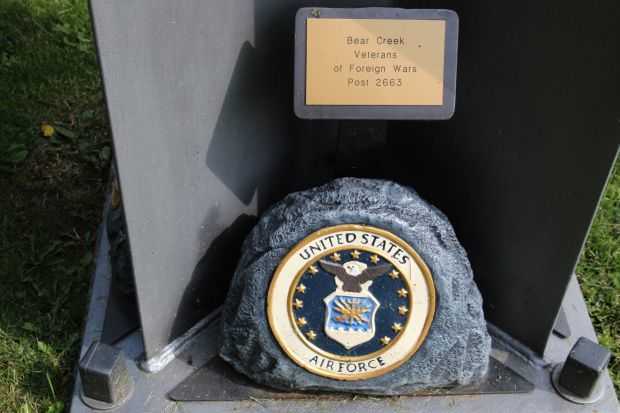 Bear Creek
Veterans
of Foreign Wars
Post 2663
UNITED STATES
AIR FORCE